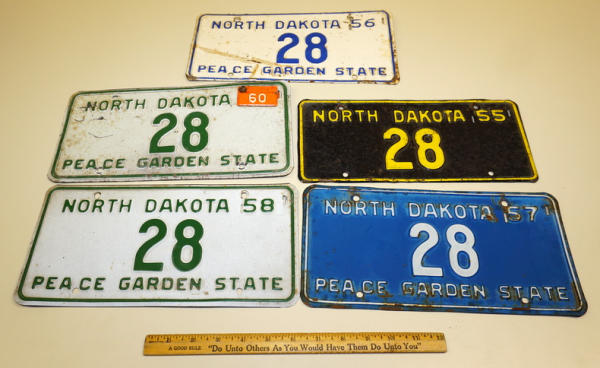 NORTH DAKOTA 56
28
PEACE GARDEN STATE
NORTH DAKOTA 60
28
PEACE GARDEN STATE
NORTH DAKOTA 55
28
NORTH DAKOTA 58
28
PEACE GARDEN STATE
NORTH DAKOTA 57
28
PEACE GARDEN STATE
A GOOD RULE "Do Unto Others As You Would Have Them Do Unto You"